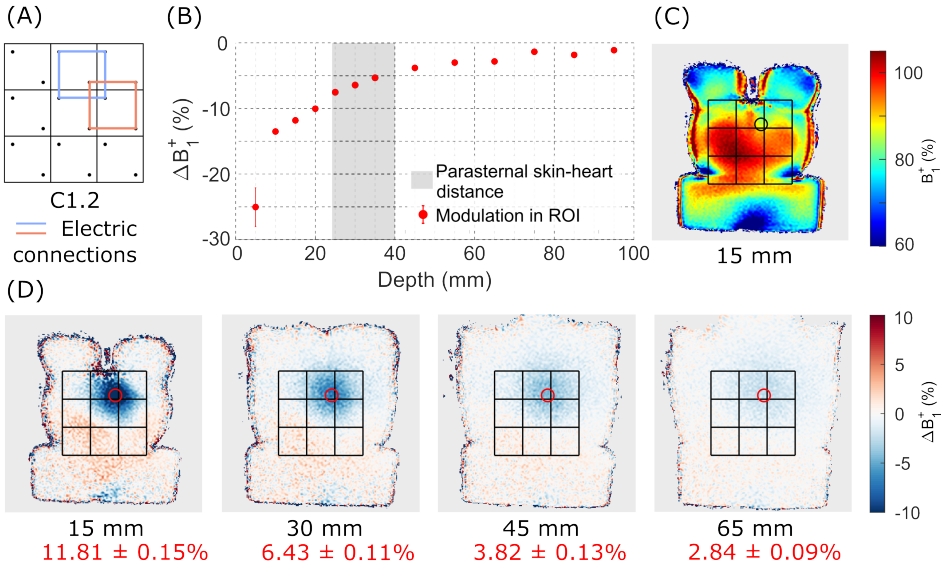 (A)
C1.2
Electric
connections
(B)
ΔB₁⁺ (%)
0
-10
-20
-30
0 20 40 60 80 100
Depth (mm)
Parasternal skin-heart
distance
Modulation in ROI
(C)
15 mm
100
80
60
B₁⁺ (%)
(D)
15 mm
11.81 ± 0.15%
30 mm
6.43 ± 0.11%
45 mm
3.82 ± 0.13%
65 mm
2.84 ± 0.09%
10
5
0
-5
-10
ΔB₁⁺ (%)